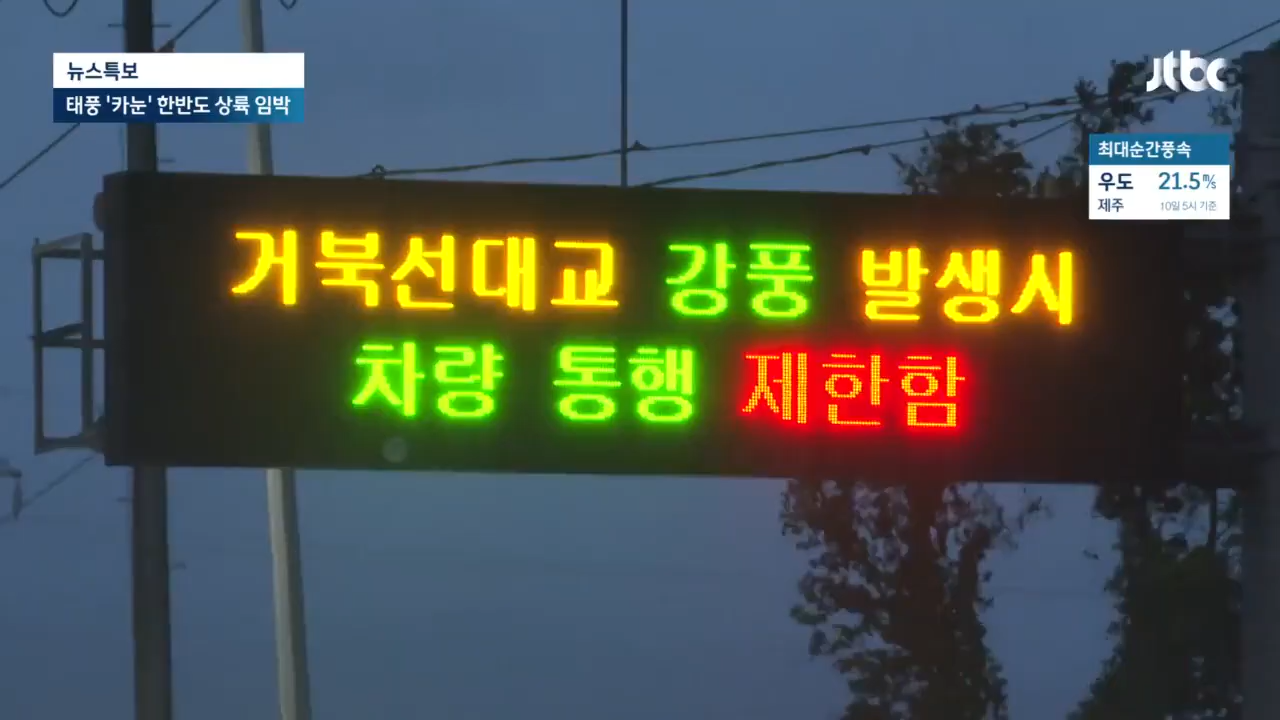 뉴스특보
태풍 '카눈' 한반도 상륙 임박
jtbc
최대순간풍속
우도 21.5㎧
제주 10일 5시 기준
거북선대교 강풍 발생시
차량 통행 제한함